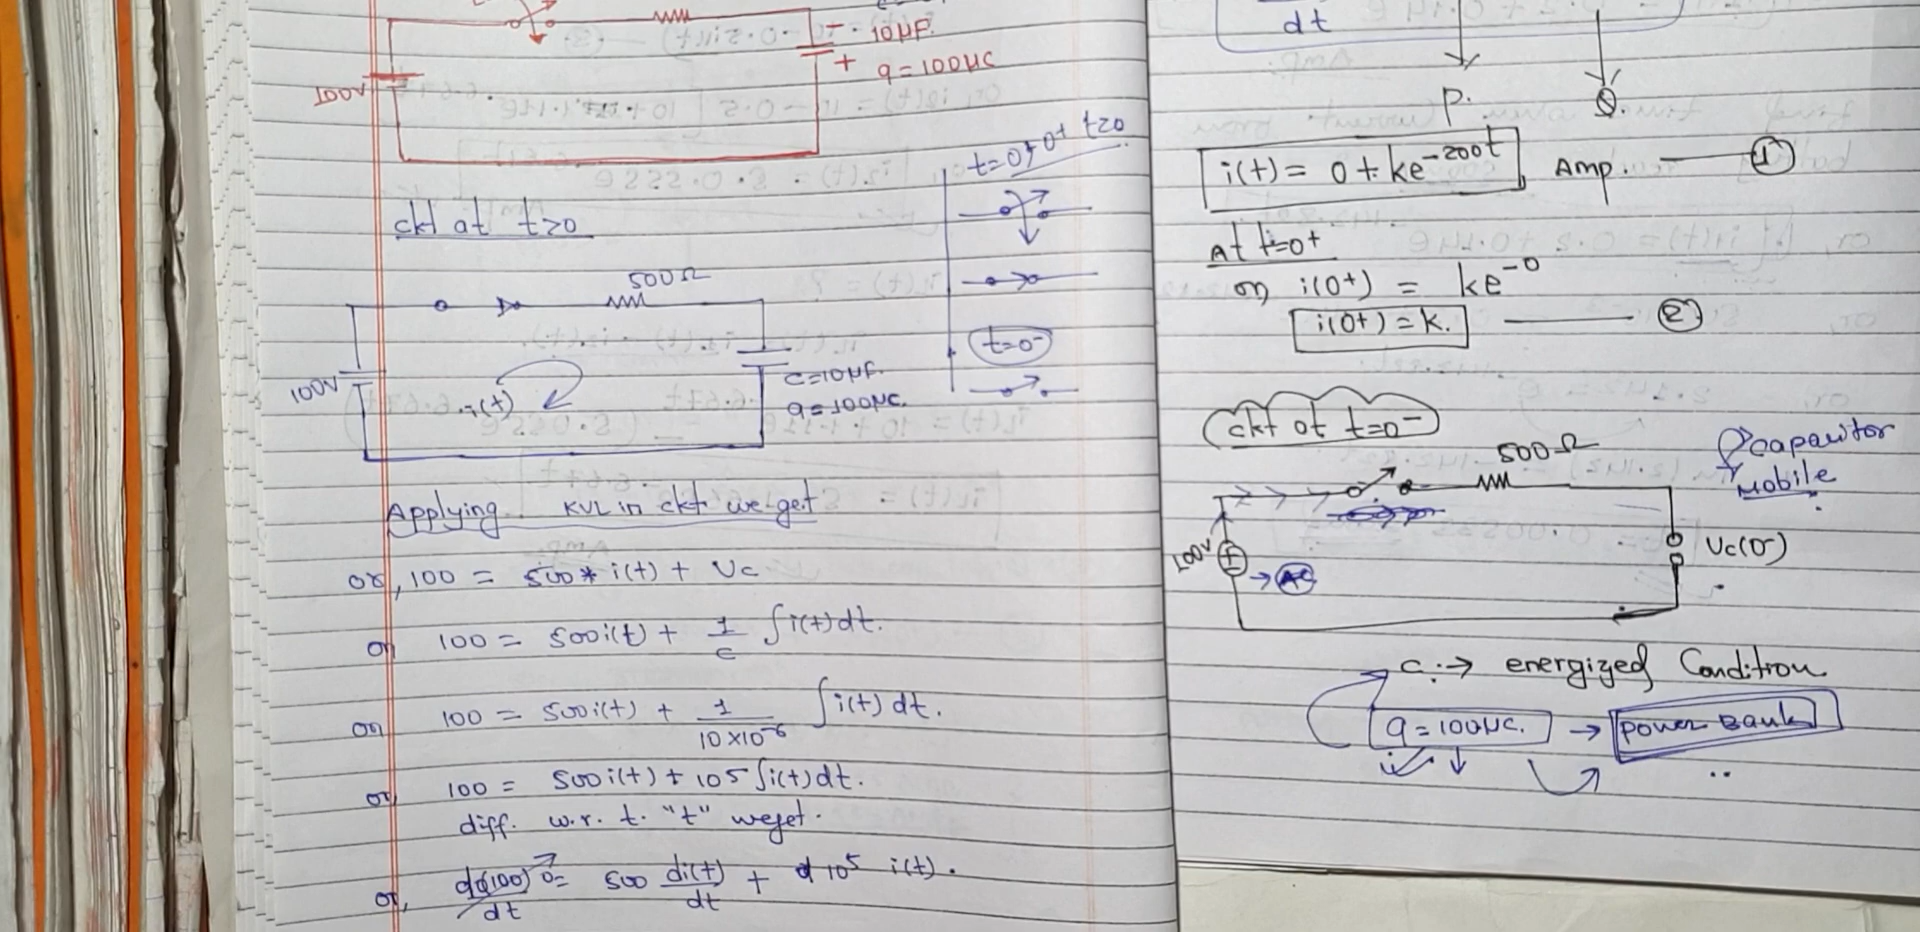 - 10µF.
+ q = 100µC
100V
t=0+ t≥0
ckt at t>0
500Ω
100V
i(t)
C=10µF.
q=100µC.
t=0-
Applying KVL in ckt we get
or, 100 = 500 * i(t) + Vc
or 100 = 500i(t) + 1/c ∫i(t)dt.
or 100 = 500i(t) + 1/10×10-6 ∫i(t) dt.
or 100 = 500i(t) + 105 ∫i(t)dt.
diff. w.r. t. "t" weget.
or, d(100)/dt 0 = 500 di(t)/dt + 105 i(t).
dt
P. Q.
i(t) = 0 + ke-200t Amp. 1
At t=0+
or, i(0+) = ke-0
i(0+) = k. 2
ckt at t=0-
500Ω
capacitor
Mobile
100V
Vc(0-)
→ AC
C → energized Condition
q = 100µC. → Power Bank